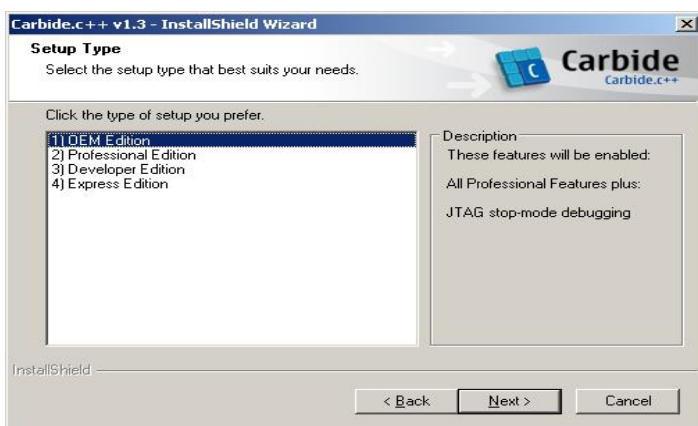 Carbide.c++ v1.3 - InstallShield Wizard
Setup Type
Select the setup type that best suits your needs.
Carbide
Carbide.c++
Click the type of setup you prefer.
1) OEM Edition
2) Professional Edition
3) Developer Edition
4) Express Edition
Description
These features will be enabled:
All Professional Features plus:
JTAG stop-mode debugging
InstallShield
< Back
Next >
Cancel